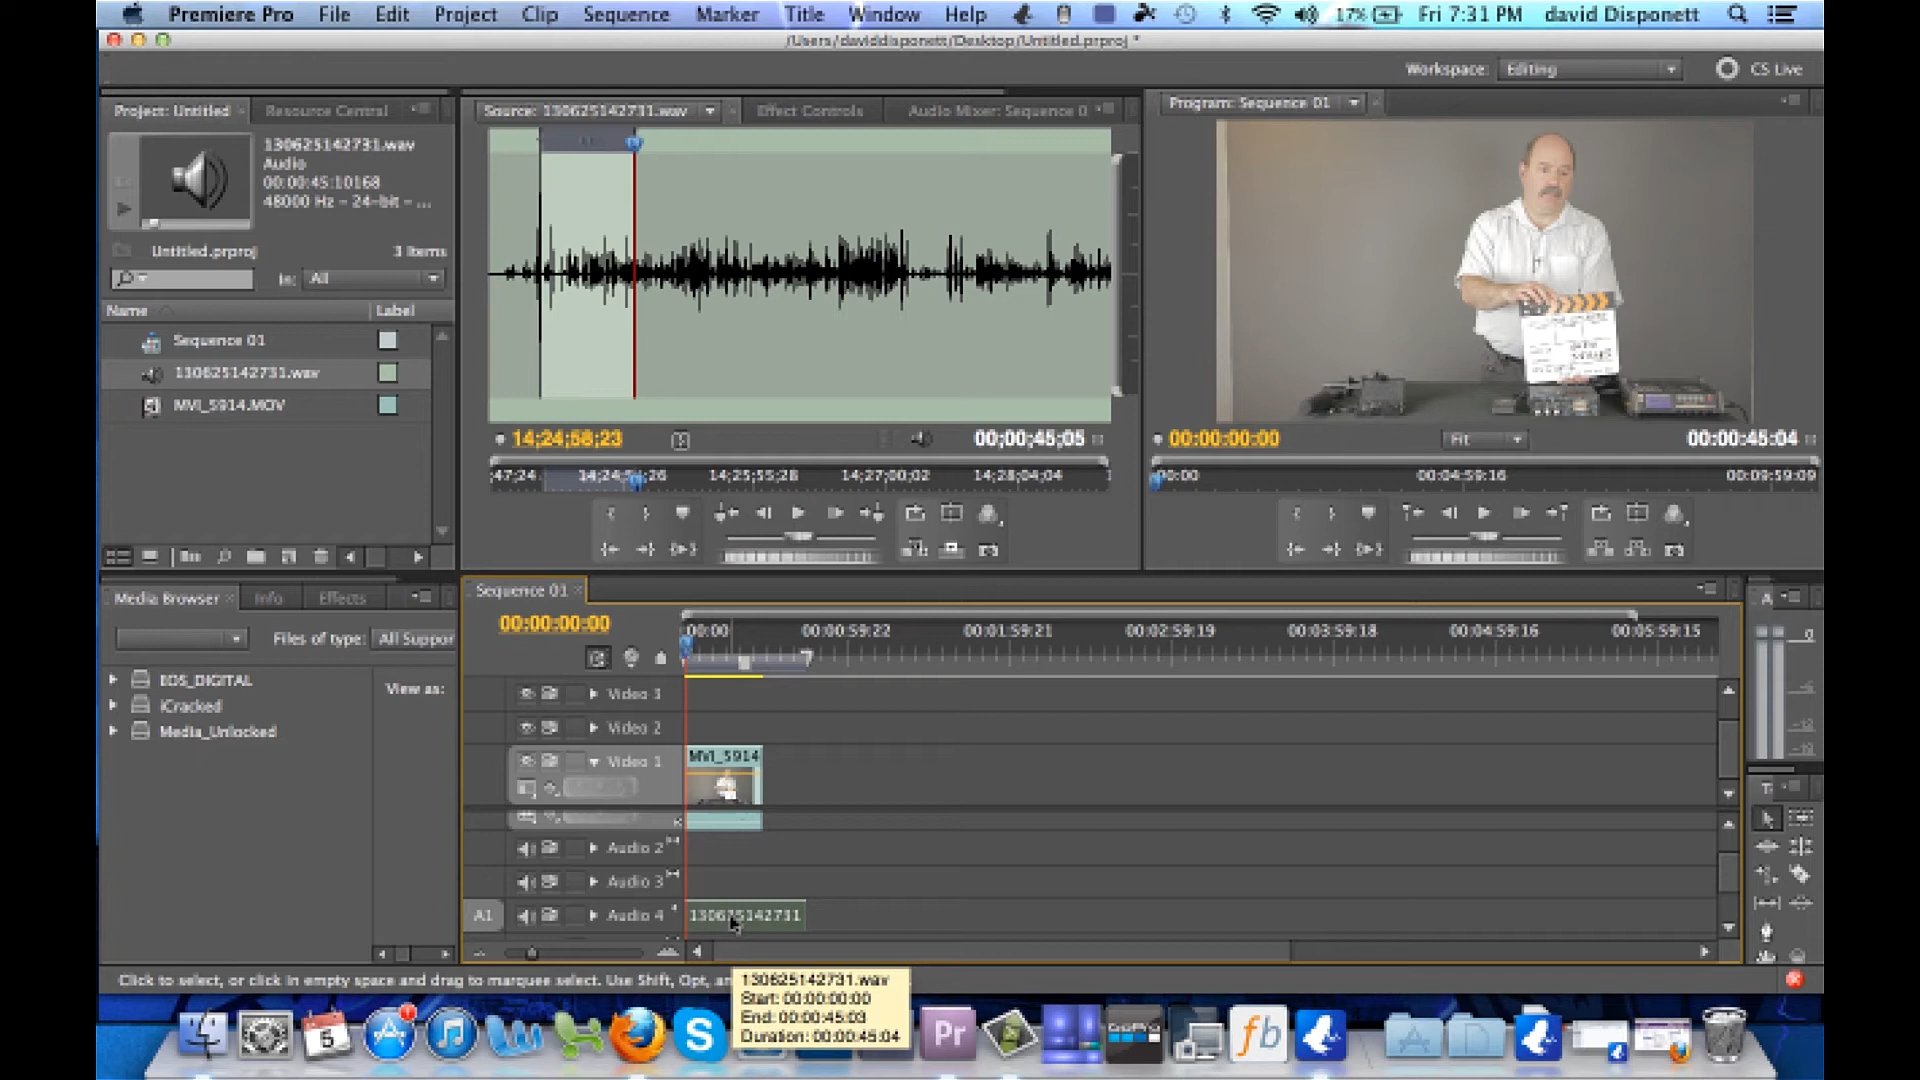 Premiere Pro File Edit Project Clip Sequence Marker Title Window Help 17% Fri 7:31 PM david Disponett
/Users/daviddisponett/Desktop/Untitled.prproj *
Workspace: Editing CS Live
Project: Untitled Resource Central
Source: 130625142731.wav Effect Controls Audio Mixer: Sequence 0
Program: Sequence 01
130625142731.wav
Audio
00:00:45:10168
48000 Hz - 24-bit - ...
Untitled.prproj 3 Items
In: All
Name Label
Sequence 01
130625142731.wav
MVI_5914.MOV
14;24;58;23 00;00;45;05
00:00:00:00 Fit 00:00:45:04
;47;24 14;25;55;28 14;27;00;02 14;28;04;04
00:00 00:04:59:16 00:09:59:09
Media Browser Info Effects
Files of type: All Suppor
EOS_DIGITAL
iCracked
Media_Unlocked
View as:
Sequence 01
00:00:00:00
00:00 00:00:59:22 00:01:59:21 00:02:59:19 00:03:59:18 00:04:59:16 00:05:59:15
Video 3
Video 2
Video 1
MVI_5914
Audio 2
Audio 3
A1 Audio 4
130625142731
Click to select, or click in empty space and drag to marquee select. Use Shift, Opt, an
130625142731.wav
Start: 00:00:00:00
End: 00:00:45:03
Duration: 00:00:45:04
Pr
GoPro
fb